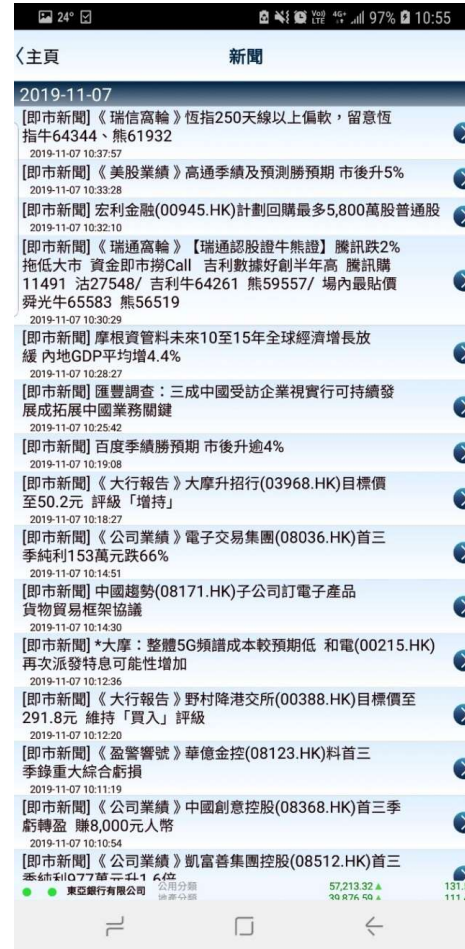 24° 97% 10:55
主頁 新聞
2019-11-07
[即市新聞]《瑞信窩輪》恆指250天線以上偏軟，留意恆
指牛64344、熊61932
2019-11-07 10:37:57
[即市新聞]《美股業績》高通季績及預測勝預期 市後升5%
2019-11-07 10:33:28
[即市新聞] 宏利金融(00945.HK)計劃回購最多5,800萬股普通股
2019-11-07 10:32:10
[即市新聞]《瑞通窩輪》【瑞通認股證牛熊證】騰訊跌2%
拖低大市 資金即市撈Call 吉利數據好創半年高 騰訊購
11491 沽27548/ 吉利牛64261 熊59557/ 場內最貼價
舜光牛65583 熊56519
2019-11-07 10:30:29
[即市新聞] 摩根資管料未來10至15年全球經濟增長放
緩 內地GDP平均增4.4%
2019-11-07 10:28:27
[即市新聞] 匯豐調查：三成中國受訪企業視實行可持續發
展成拓展中國業務關鍵
2019-11-07 10:25:42
[即市新聞] 百度季績勝預期 市後升逾4%
2019-11-07 10:19:08
[即市新聞]《大行報告》大摩升招行(03968.HK)目標價
至50.2元 評級「增持」
2019-11-07 10:18:27
[即市新聞]《公司業績》電子交易集團(08036.HK)首三
季純利153萬元跌66%
2019-11-07 10:14:51
[即市新聞] 中國趨勢(08171.HK)子公司訂電子產品
貨物貿易框架協議
2019-11-07 10:14:30
[即市新聞] *大摩：整體5G頻譜成本較預期低 和電(00215.HK)
再次派發特息可能性增加
2019-11-07 10:12:36
[即市新聞]《大行報告》野村降港交所(00388.HK)目標價至
291.8元 維持「買入」評級
2019-11-07 10:12:20
[即市新聞]《盈警響號》華億金控(08123.HK)料首三
季錄重大綜合虧損
2019-11-07 10:11:19
[即市新聞]《公司業績》中國創意控股(08368.HK)首三季
虧轉盈 賺8,000元人幣
2019-11-07 10:10:54
[即市新聞]《公司業績》凱富善集團控股(08512.HK)首三
季純利977萬元升1.6倍
東亞銀行有限公司 公用分類 57,213.32
地產分類 39,876.59